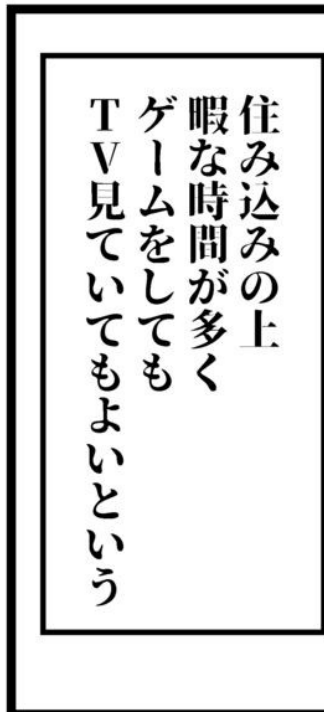 住み込みの上
暇な時間が多く
ゲームをしても
TV見ていてもよいという